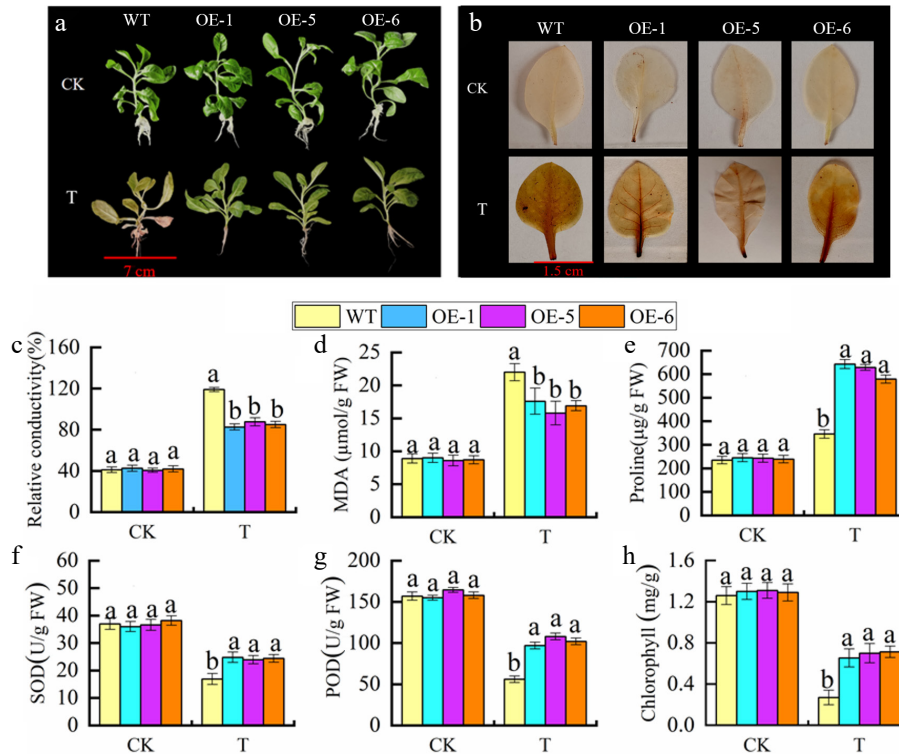 a
WT OE-1 OE-5 OE-6
CK
T
7 cm
b
WT OE-1 OE-5 OE-6
CK
T
1.5 cm
WT OE-1 OE-5 OE-6
c
Relative conductivity(%)
160
120
80
40
0
a a a a
a b b b
CK T
d
MDA (μmol/g FW)
25
20
15
10
5
0
a a a a
a b b b
CK T
e
Proline(μg/g FW)
700
600
500
400
300
200
100
0
a a a a
b a a a
CK T
f
SOD(U/g FW)
60
50
40
30
20
10
0
a a a a
b a a a
CK T
g
POD(U/g FW)
200
150
100
50
0
a a a a
b a a a
CK T
h
Chlorophyll (mg/g)
1.6
1.2
0.8
0.4
0.0
a a a a
b a a a
CK T